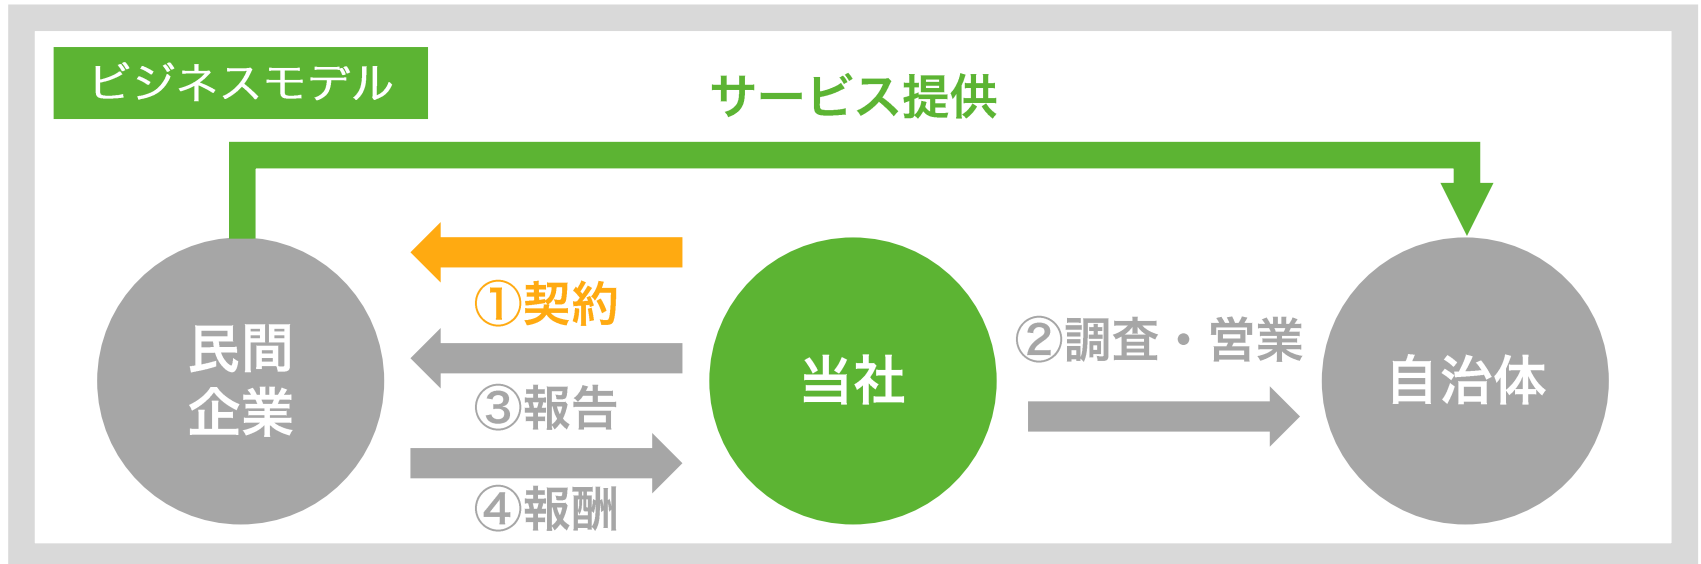 ビジネスモデル
サービス提供
①契約
民間
企業
③報告
④報酬
当社
②調査・営業
自治体